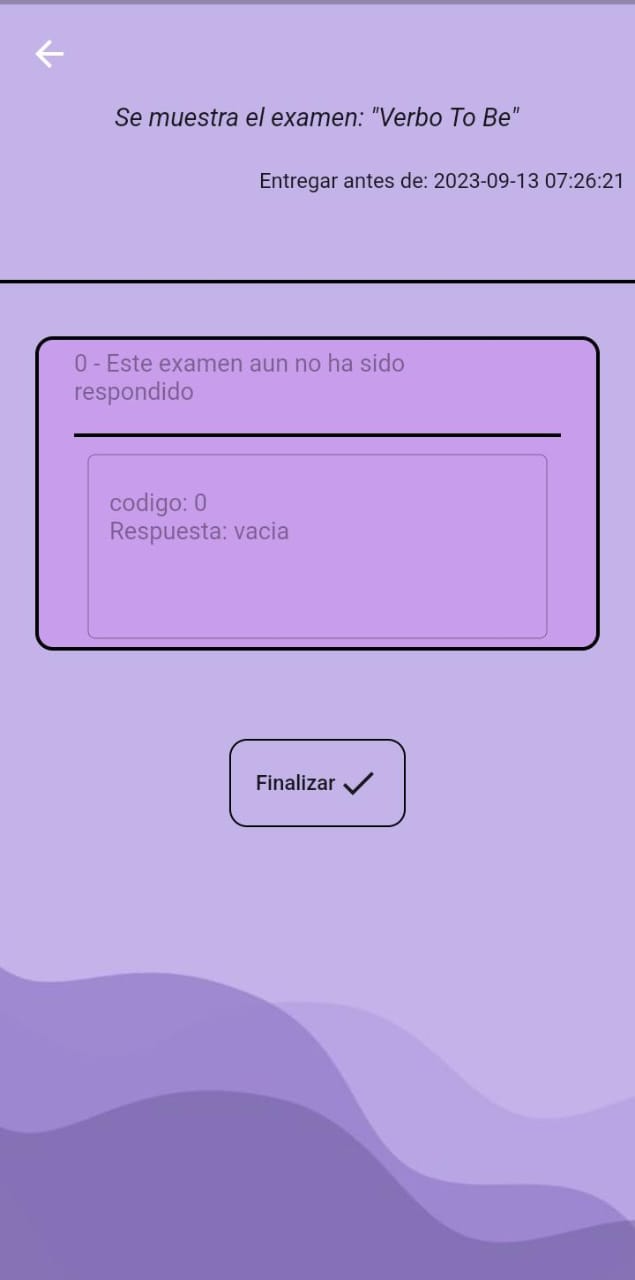 Se muestra el examen: "Verbo To Be"
Entregar antes de: 2023-09-13 07:26:21
0 - Este examen aun no ha sido
respondido
codigo: 0
Respuesta: vacia
Finalizar